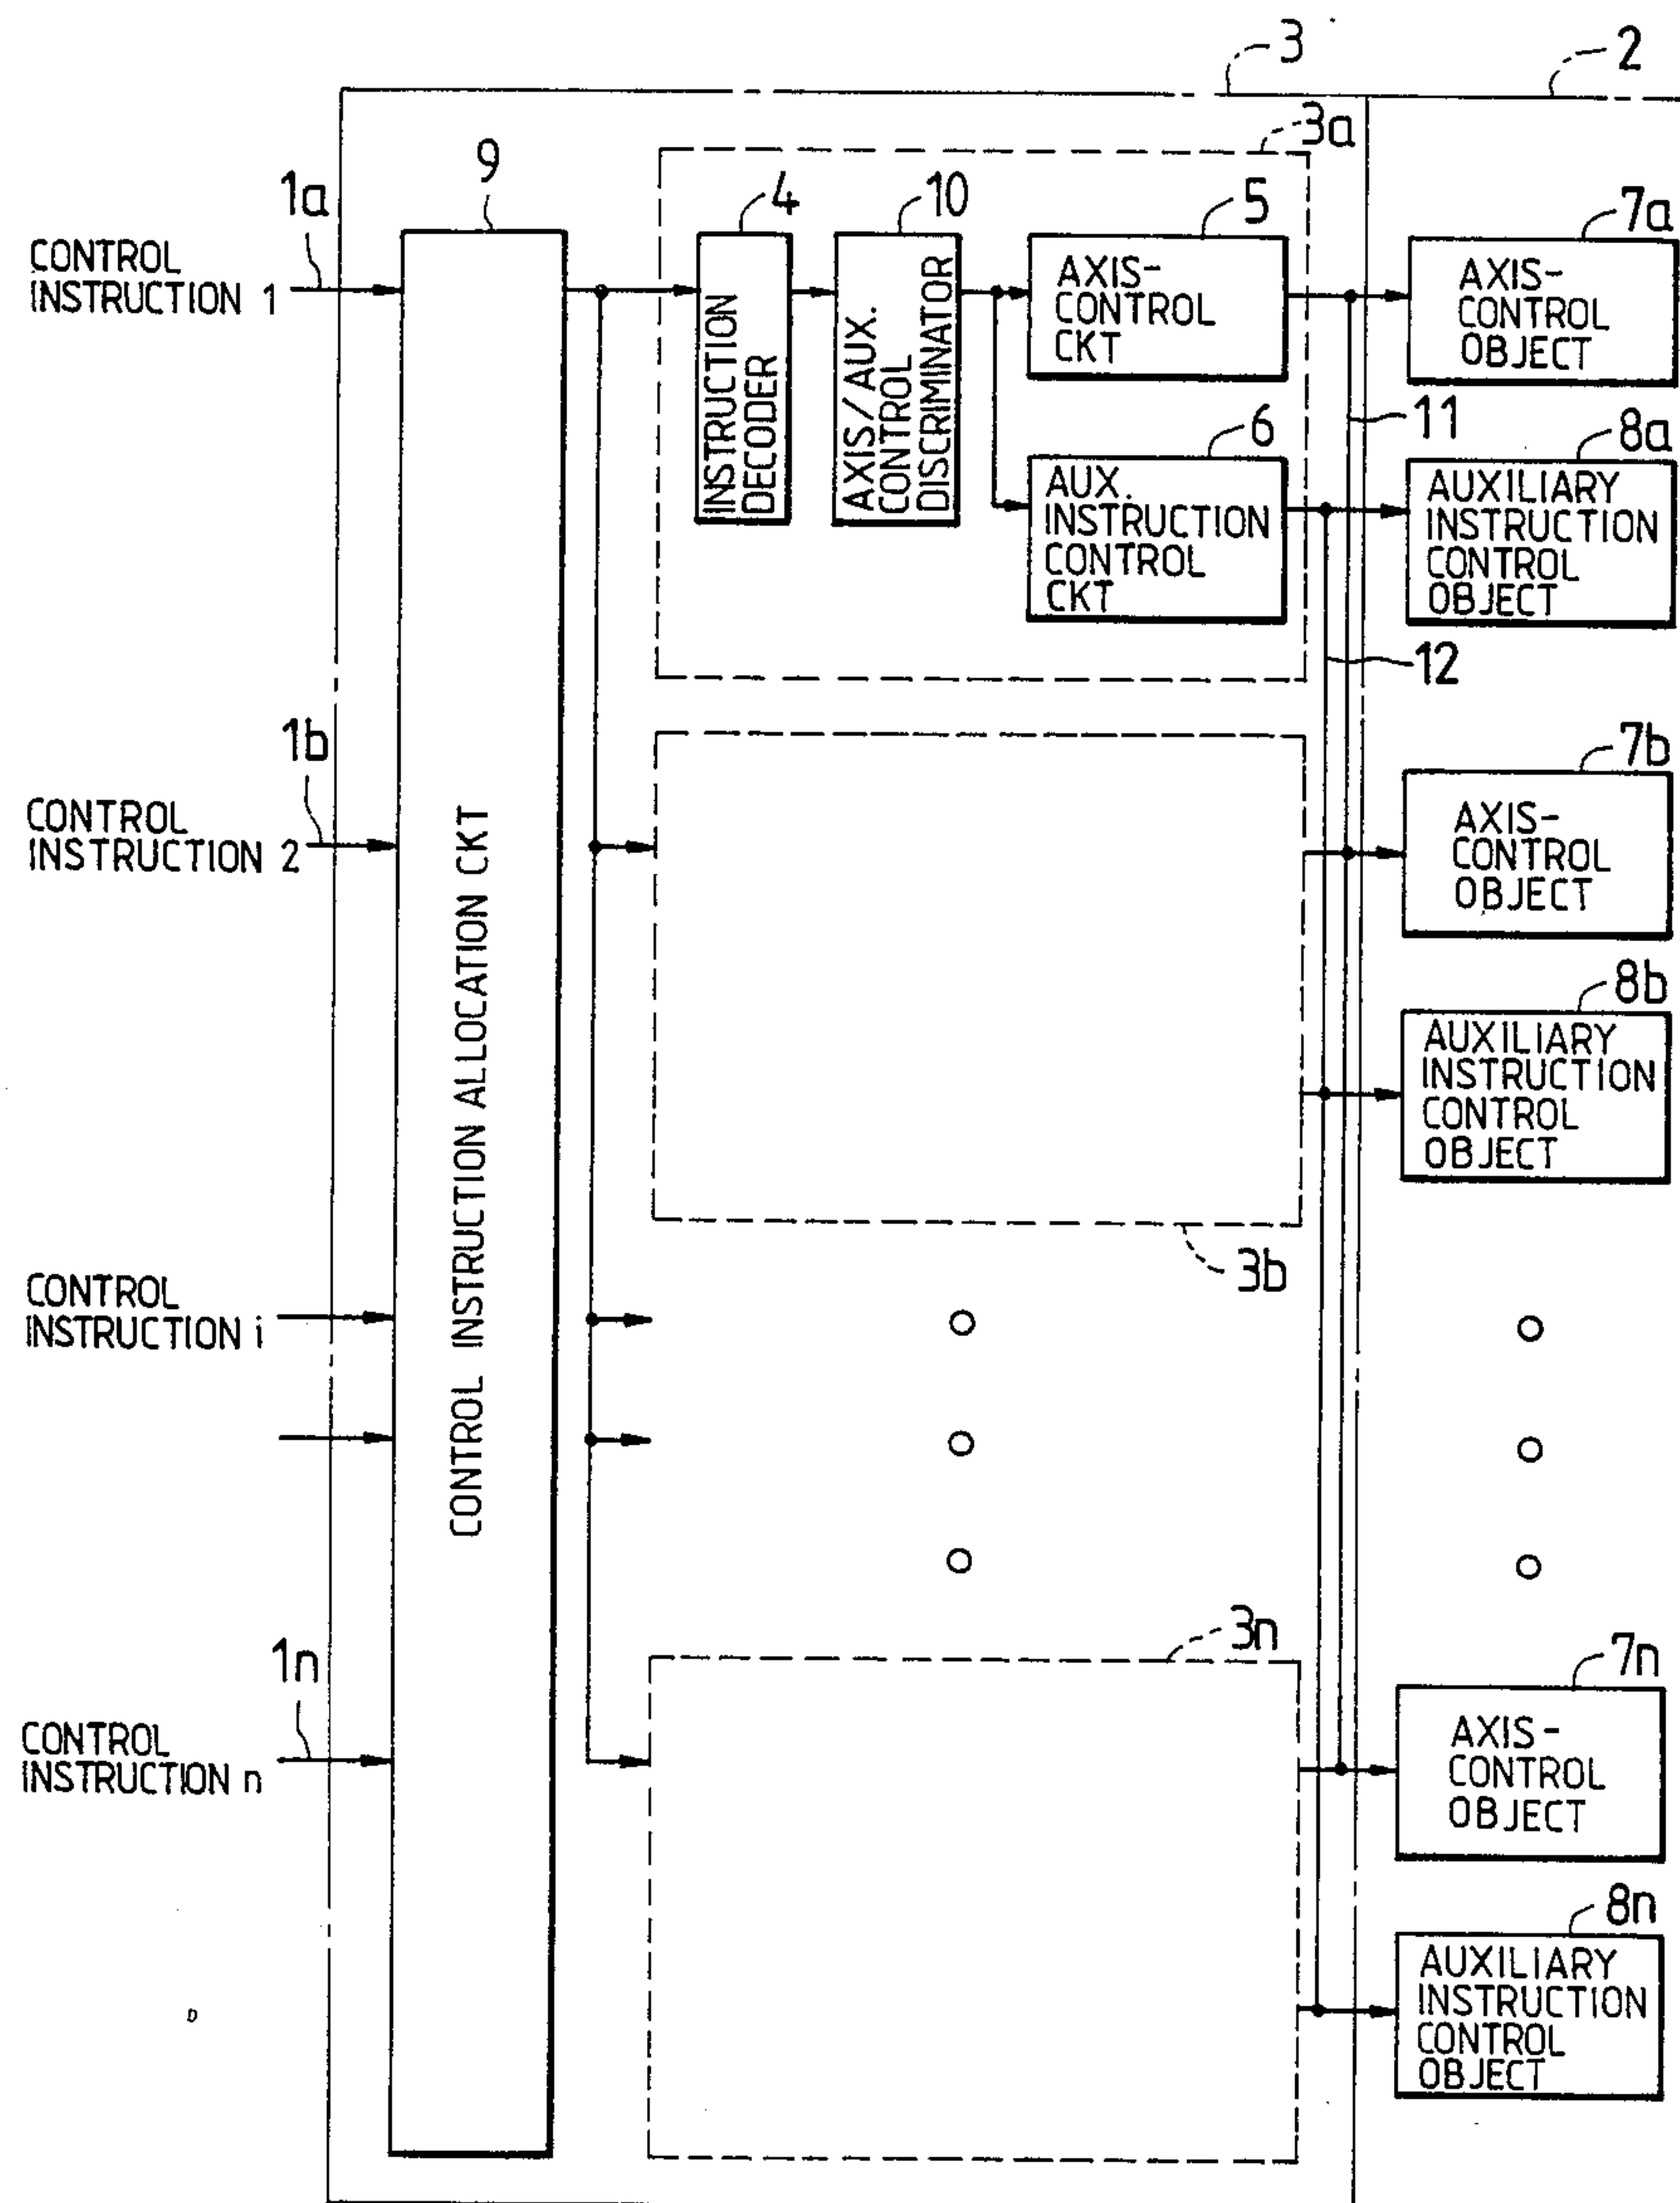 3
2
3a
9
4
10
5
7a
1a
CONTROL
INSTRUCTION 1
INSTRUCTION
DECODER
AXIS/AUX.
CONTROL
DISCRIMINATOR
AXIS-
CONTROL
CKT
AXIS-
CONTROL
OBJECT
11
6
8a
AUX.
INSTRUCTION
CONTROL
CKT
AUXILIARY
INSTRUCTION
CONTROL
OBJECT
12
1b
CONTROL
INSTRUCTION 2
7b
AXIS-
CONTROL
OBJECT
CONTROL INSTRUCTION ALLOCATION CKT
8b
AUXILIARY
INSTRUCTION
CONTROL
OBJECT
3b
CONTROL
INSTRUCTION i
3n
1n
CONTROL
INSTRUCTION n
7n
AXIS-
CONTROL
OBJECT
8n
AUXILIARY
INSTRUCTION
CONTROL
OBJECT